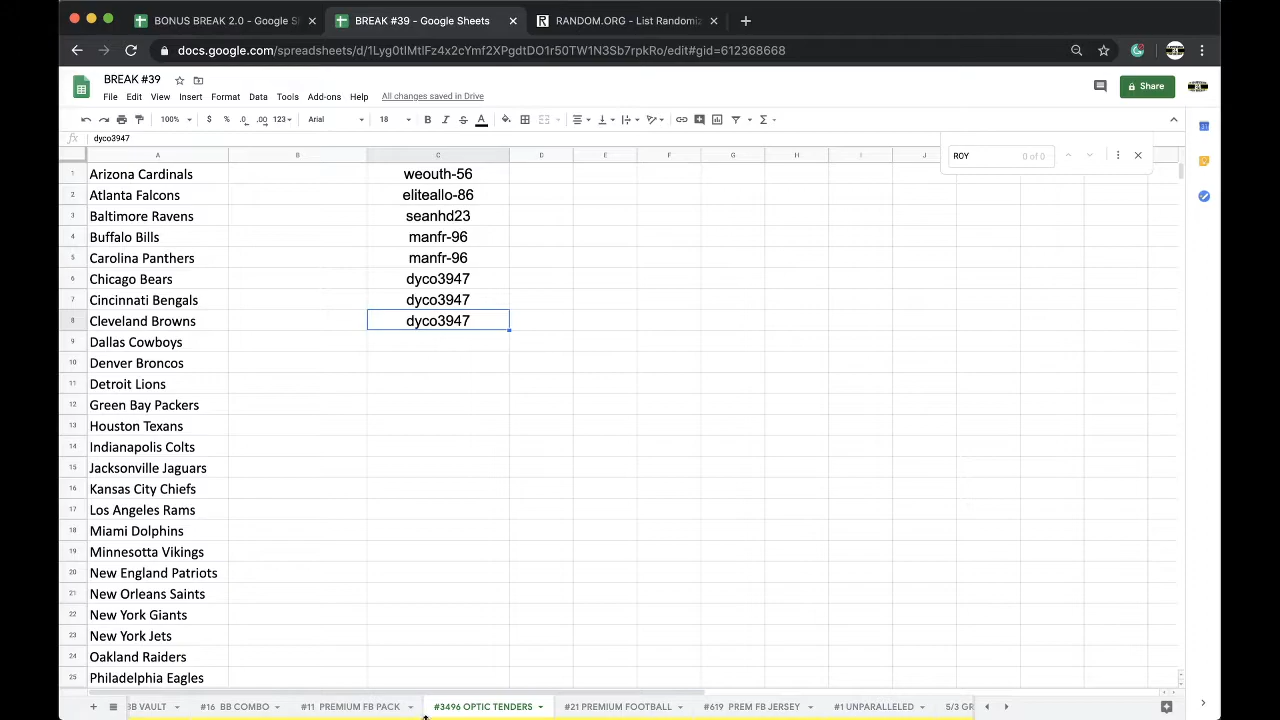 BONUS BREAK 2.0 - Google S
BREAK #39 - Google Sheets
RANDOM.ORG - List Randomiz
docs.google.com/spreadsheets/d/1Lyg0tlMtlFz4x2cYmf2XPgdtDO1r50TW1N3Sb7rpkRo/edit#gid=612368668
BREAK #39
File Edit View Insert Format Data Tools Add-ons Help All changes saved in Drive
Share
100% $ % .0 .00 123 Arial 18 B I S A
fx dyco3947
ROY 0 of 0
A B C D E F G H I J
1 Arizona Cardinals weouth-56
2 Atlanta Falcons eliteallo-86
3 Baltimore Ravens seanhd23
4 Buffalo Bills manfr-96
5 Carolina Panthers manfr-96
6 Chicago Bears dyco3947
7 Cincinnati Bengals dyco3947
8 Cleveland Browns dyco3947
9 Dallas Cowboys
10 Denver Broncos
11 Detroit Lions
12 Green Bay Packers
13 Houston Texans
14 Indianapolis Colts
15 Jacksonville Jaguars
16 Kansas City Chiefs
17 Los Angeles Rams
18 Miami Dolphins
19 Minnesotta Vikings
20 New England Patriots
21 New Orleans Saints
22 New York Giants
23 New York Jets
24 Oakland Raiders
25 Philadelphia Eagles
BB VAULT #16 BB COMBO #11 PREMIUM FB PACK #3496 OPTIC TENDERS #21 PREMIUM FOOTBALL #619 PREM FB JERSEY #1 UNPARALLELED 5/3 GR